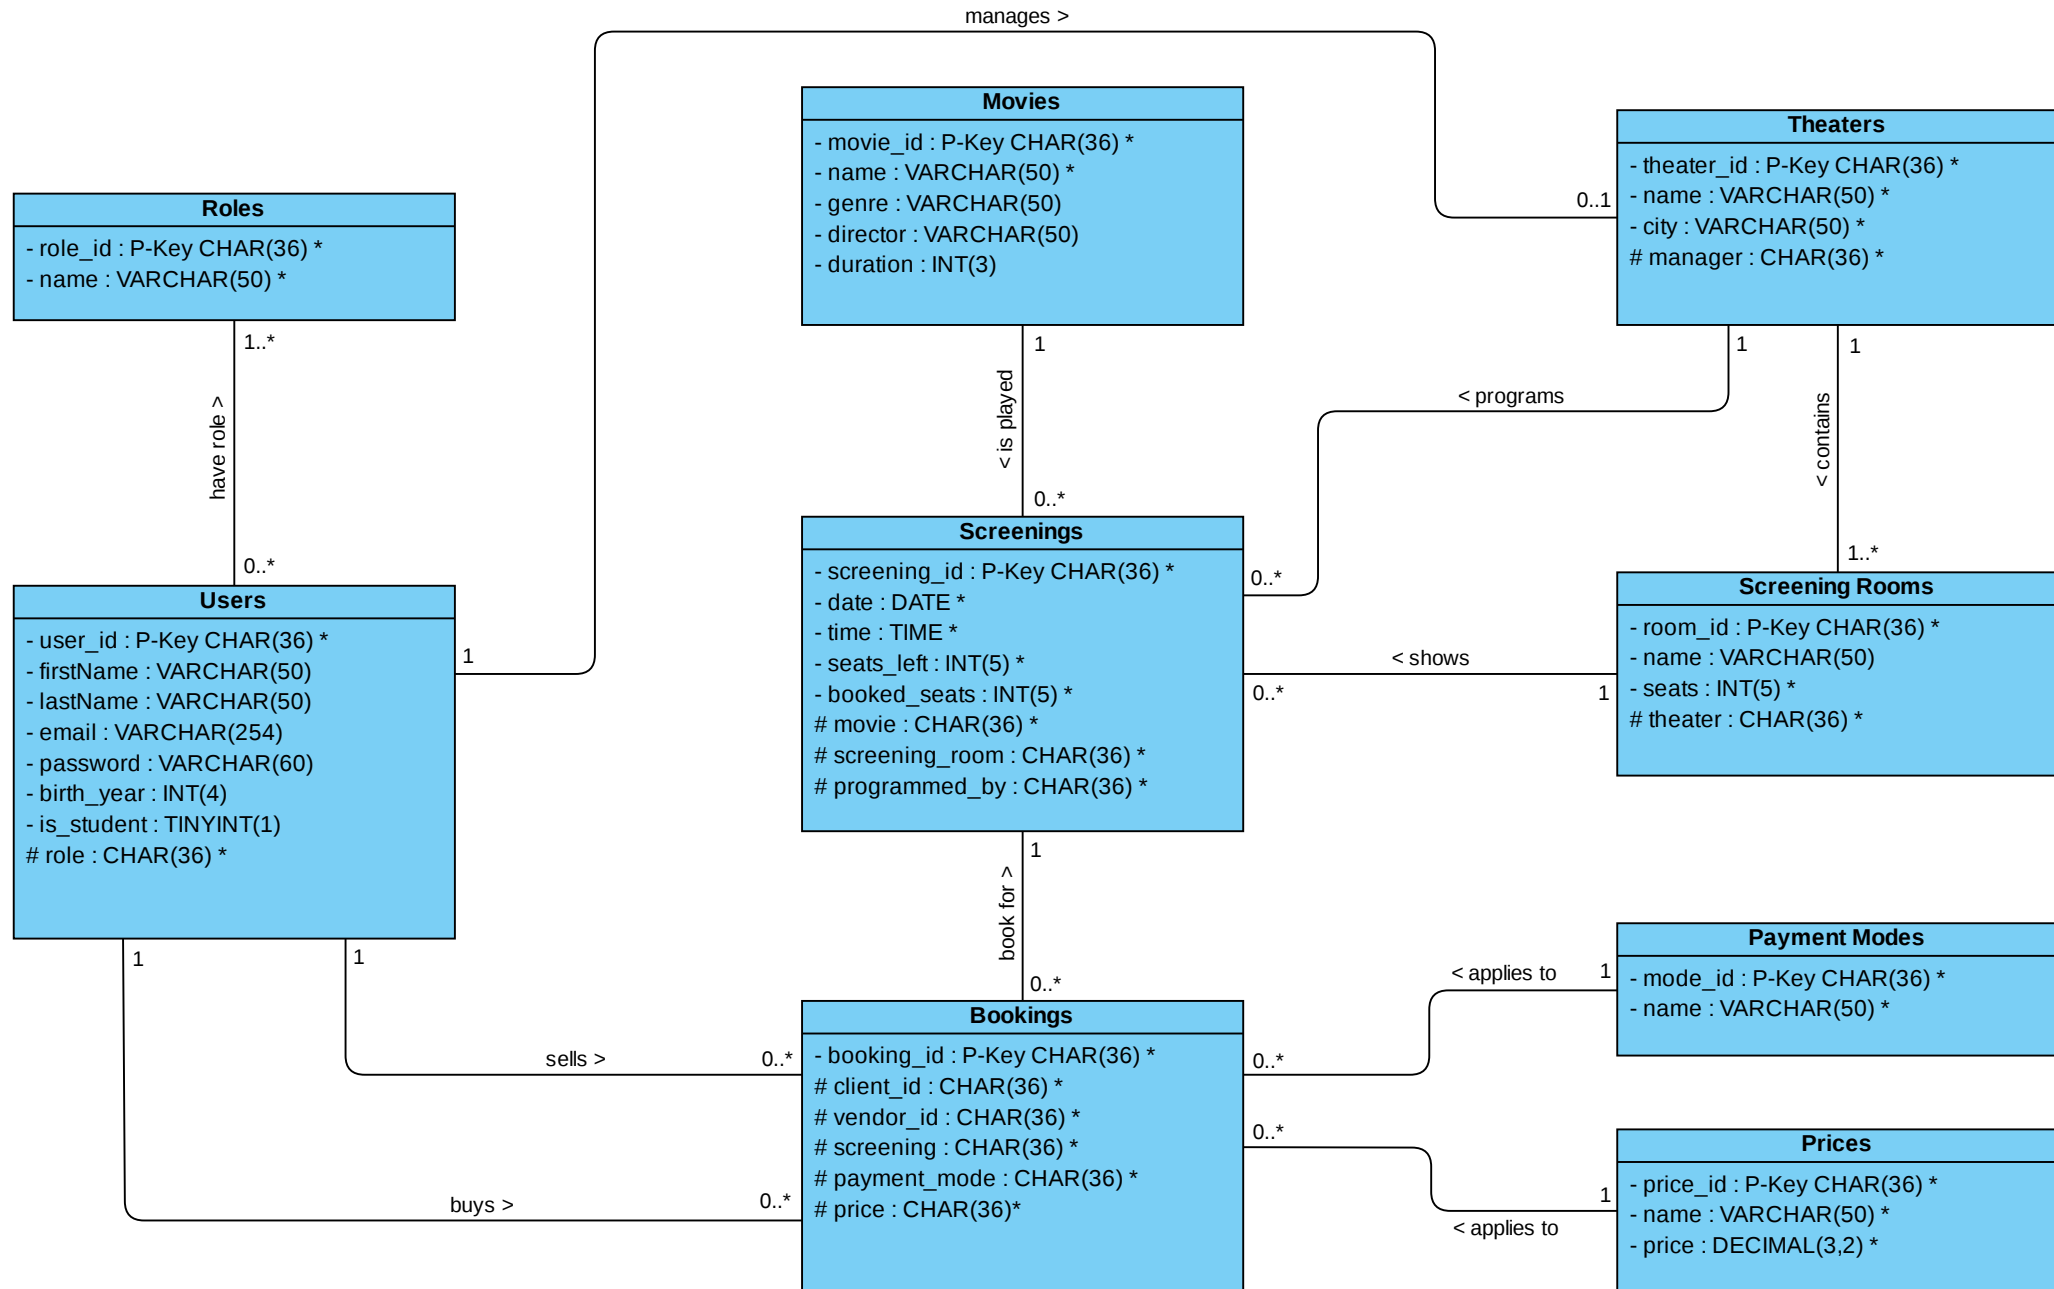 manages >
Movies
- movie_id : P-Key CHAR(36) *
- name : VARCHAR(50) *
- genre : VARCHAR(50)
- director : VARCHAR(50)
- duration : INT(3)
Theaters
- theater_id : P-Key CHAR(36) *
- name : VARCHAR(50) *
- city : VARCHAR(50) *
# manager : CHAR(36) *
0..1
Roles
- role_id : P-Key CHAR(36) *
- name : VARCHAR(50) *
1..*
have role >
0..*
1
< is played
0..*
1
< programs
0..*
1
< contains
1..*
Users
- user_id : P-Key CHAR(36) *
- firstName : VARCHAR(50)
- lastName : VARCHAR(50)
- email : VARCHAR(254)
- password : VARCHAR(60)
- birth_year : INT(4)
- is_student : TINYINT(1)
# role : CHAR(36) *
1
Screenings
- screening_id : P-Key CHAR(36) *
- date : DATE *
- time : TIME *
- seats_left : INT(5) *
- booked_seats : INT(5) *
# movie : CHAR(36) *
# screening_room : CHAR(36) *
# programmed_by : CHAR(36) *
< shows
0..*
1
Screening Rooms
- room_id : P-Key CHAR(36) *
- name : VARCHAR(50)
- seats : INT(5) *
# theater : CHAR(36) *
1
book for >
0..*
1
1
sells >
0..*
buys >
0..*
Bookings
- booking_id : P-Key CHAR(36) *
# client_id : CHAR(36) *
# vendor_id : CHAR(36) *
# screening : CHAR(36) *
# payment_mode : CHAR(36) *
# price : CHAR(36)*
< applies to
1
0..*
Payment Modes
- mode_id : P-Key CHAR(36) *
- name : VARCHAR(50) *
0..*
1
< applies to
Prices
- price_id : P-Key CHAR(36) *
- name : VARCHAR(50) *
- price : DECIMAL(3,2) *